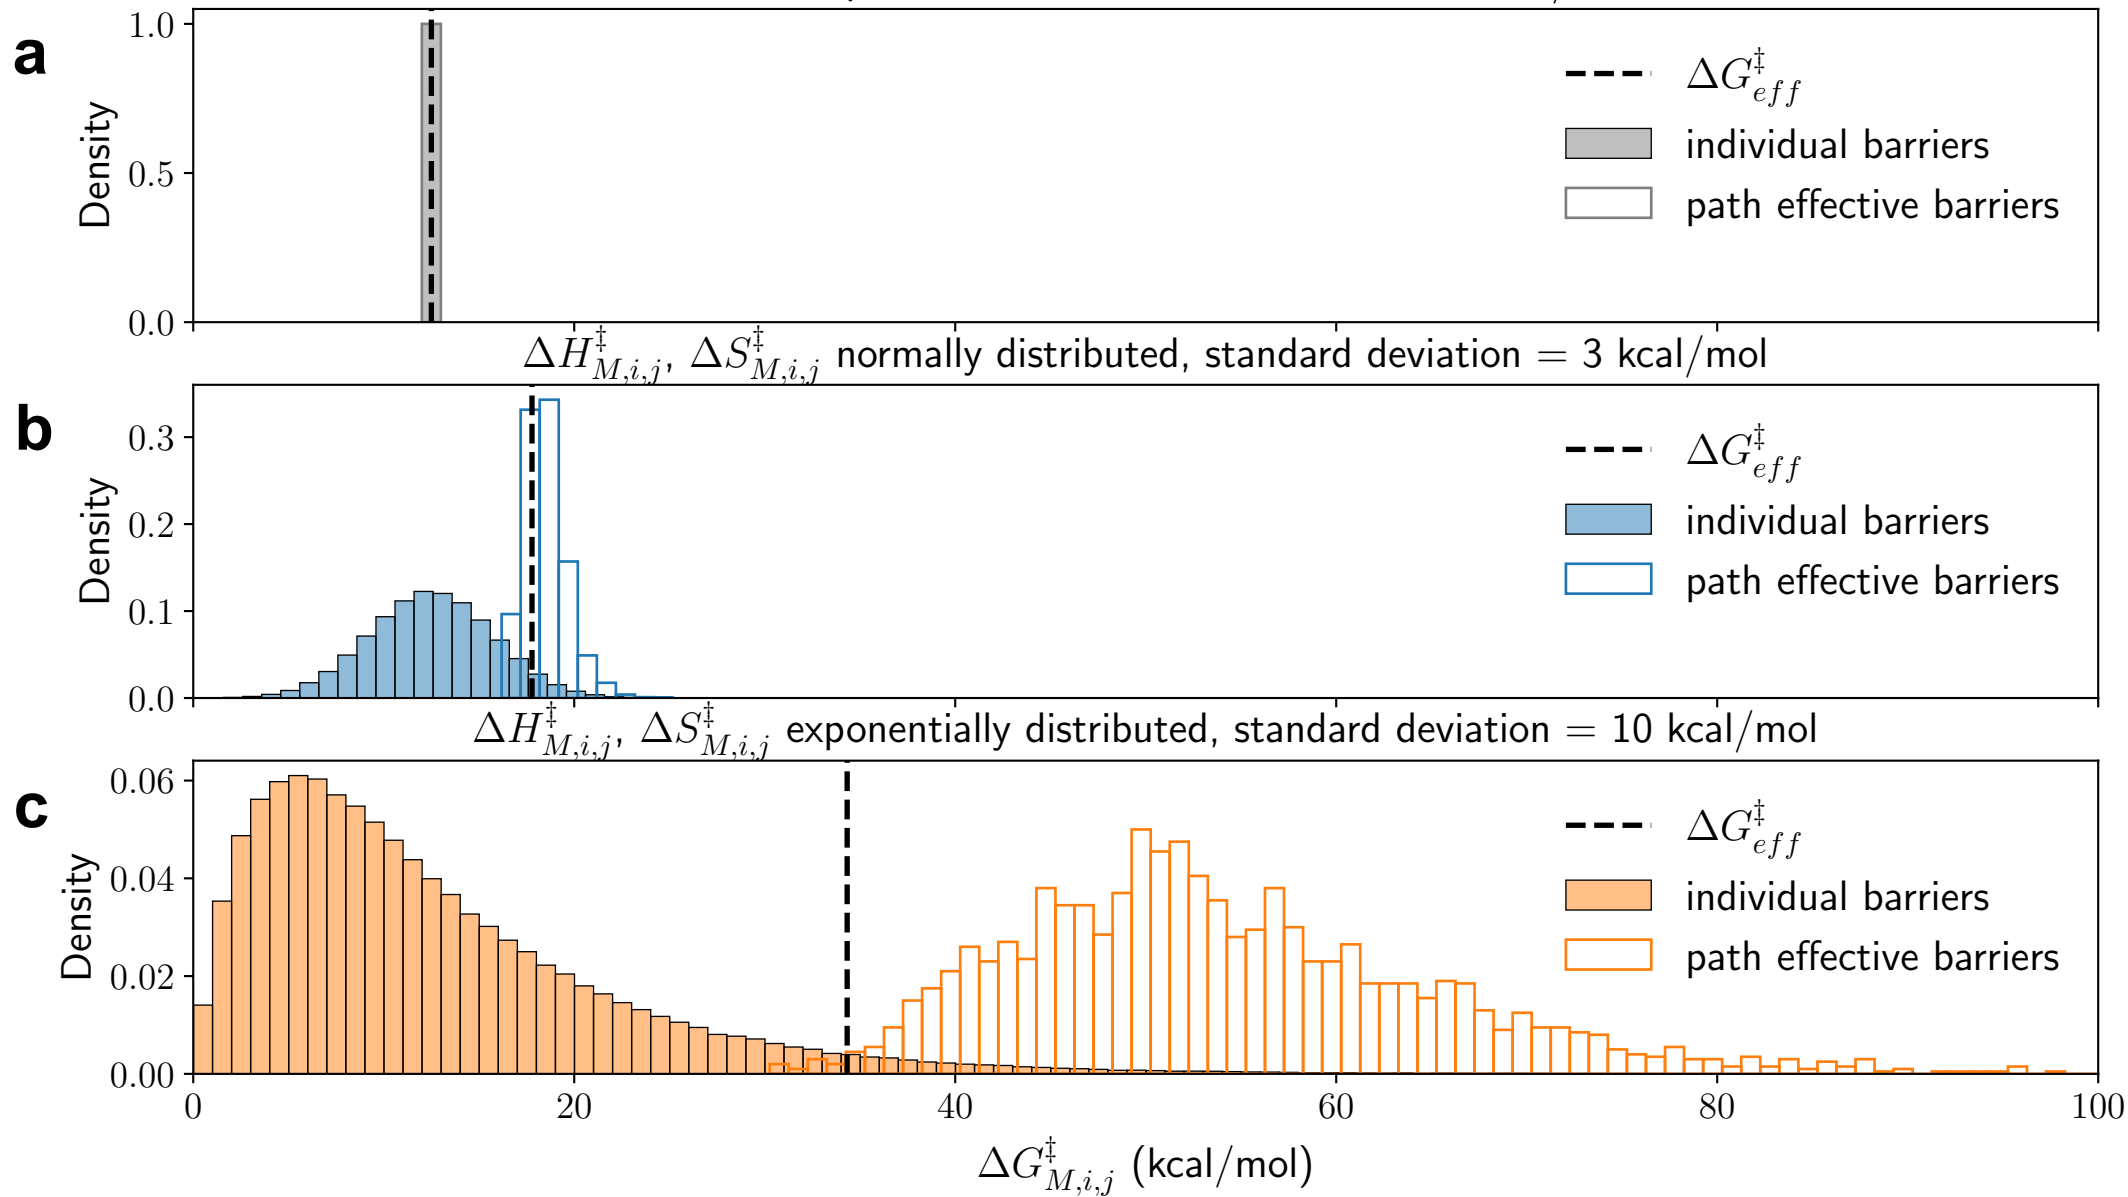 a
1.0
0.5
0.0
Density
ΔG‡eff
individual barriers
path effective barriers
ΔH‡M,i,j, ΔS‡M,i,j normally distributed, standard deviation = 3 kcal/mol
b
0.3
0.2
0.1
0.0
Density
ΔG‡eff
individual barriers
path effective barriers
ΔH‡M,i,j, ΔS‡M,i,j exponentially distributed, standard deviation = 10 kcal/mol
c
0.06
0.04
0.02
0.00
Density
ΔG‡eff
individual barriers
path effective barriers
0 20 40 60 80 100
ΔG‡M,i,j (kcal/mol)